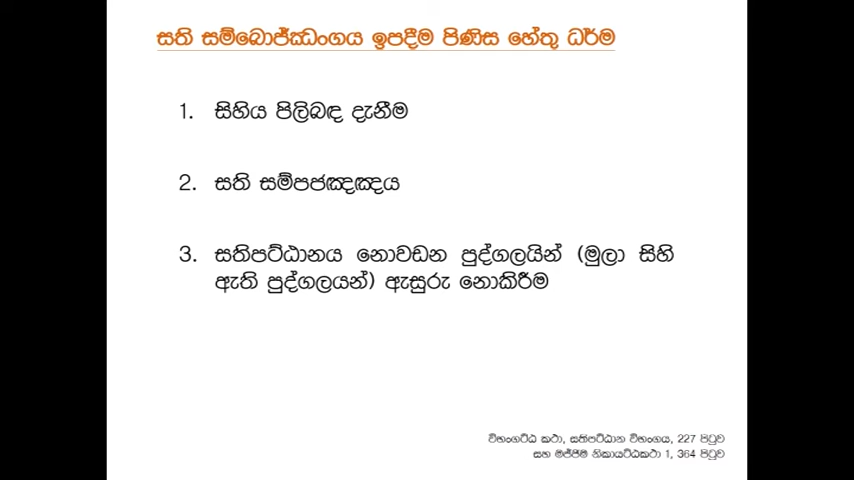 සති සම්බොජ්ඣංගය ඉපදීම පිණිස හේතු ධර්ම
1. සිහිය පිලිබඳ දැනීම
2. සති සම්පජඤ්ඤය
3. සතිපට්ඨානය නොවඩන පුද්ගලයින් (මුලා සිහි
ඇති පුද්ගලයන්) ඇසුරු නොකිරීම
විභංගට්ඨ කථා, සතිපට්ඨාන විභංගය, 227 පිටුව
සහ මජ්ඣිම නිකායට්ඨකථා 1, 364 පිටුව